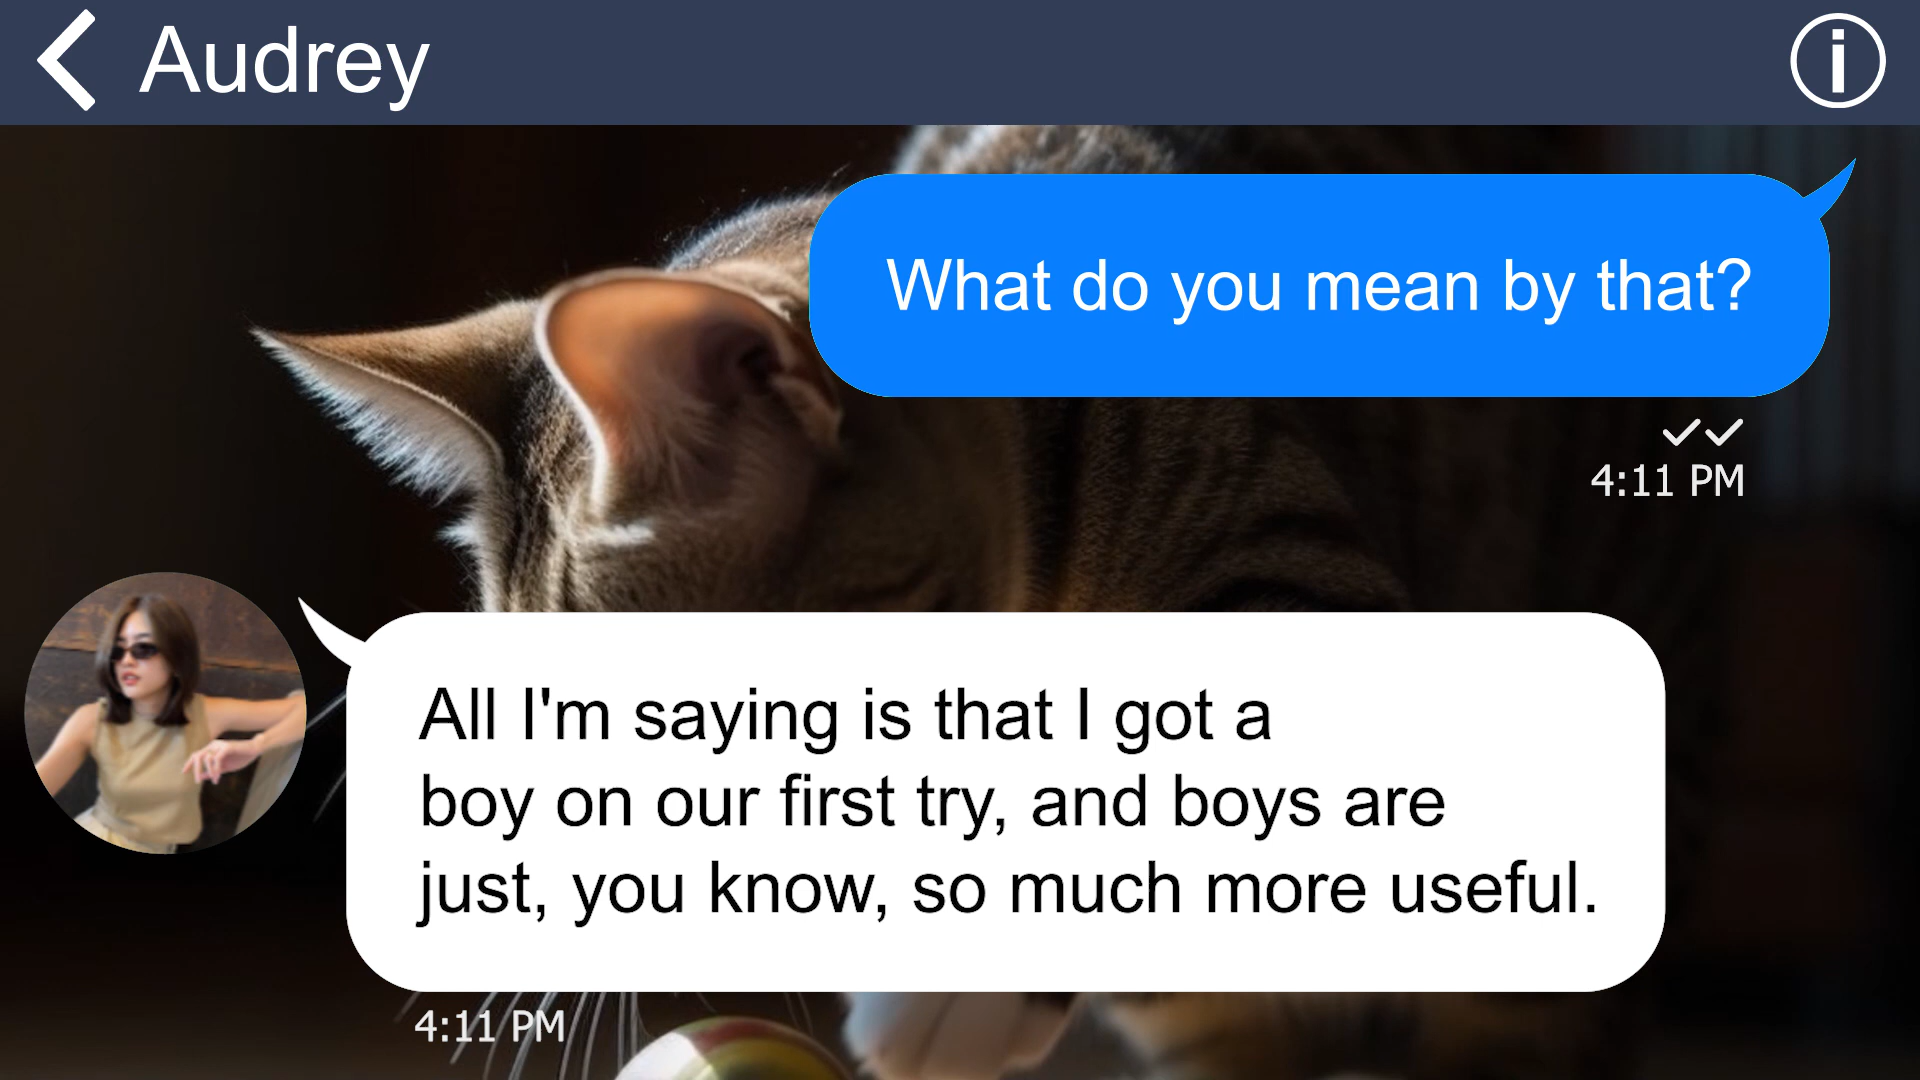 Audrey
What do you mean by that?
4:11 PM
All I'm saying is that I got a
boy on our first try, and boys are
just, you know, so much more useful.
4:11 PM